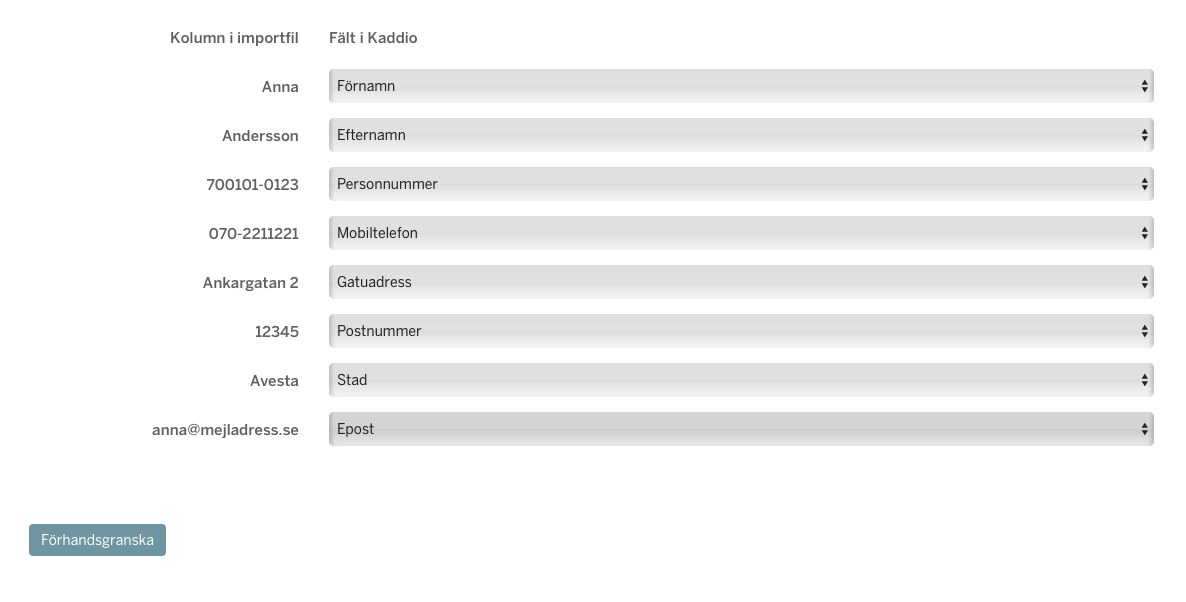 Kolumn i importfil Fält i Kaddio
Anna Förnamn
Andersson Efternamn
700101-0123 Personnummer
070-2211221 Mobiltelefon
Ankargatan 2 Gatuadress
12345 Postnummer
Avesta Stad
anna@mejladress.se Epost
Förhandsgranska